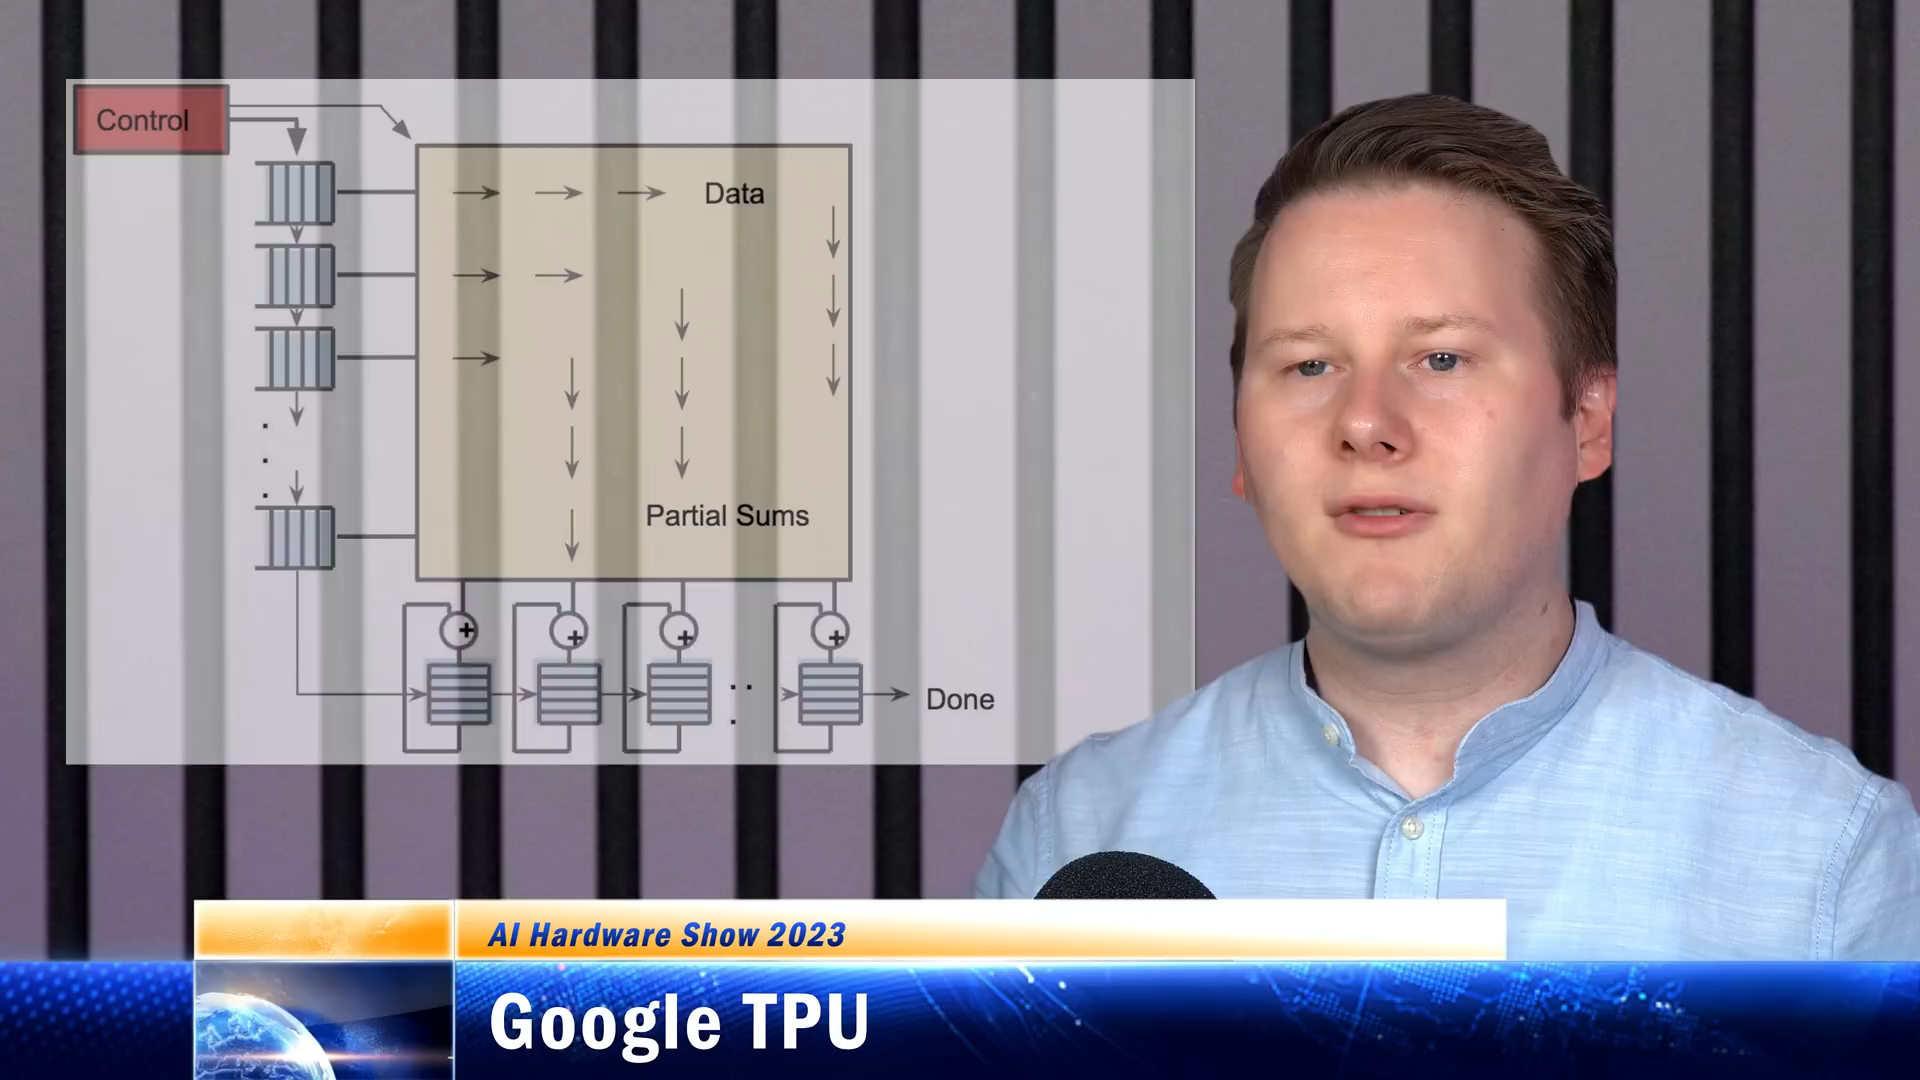 Control
Data
Partial Sums
+ + + +
Done
AI Hardware Show 2023
Google TPU